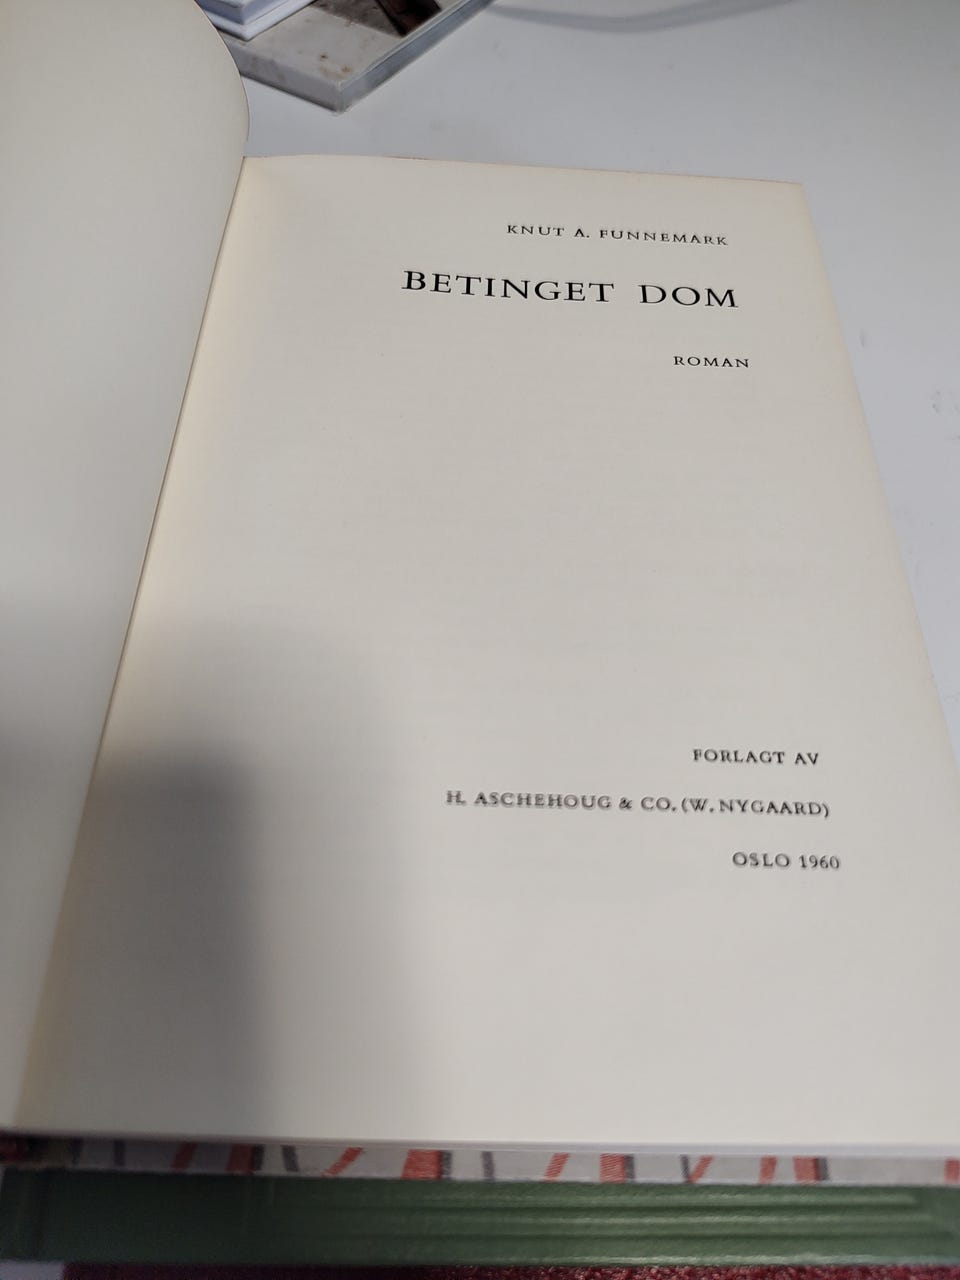 KNUT A. FUNNEMARK
BETINGET DOM
ROMAN
FORLAGT AV
H. ASCHEHOUG & CO. (W. NYGAARD)
OSLO 1960